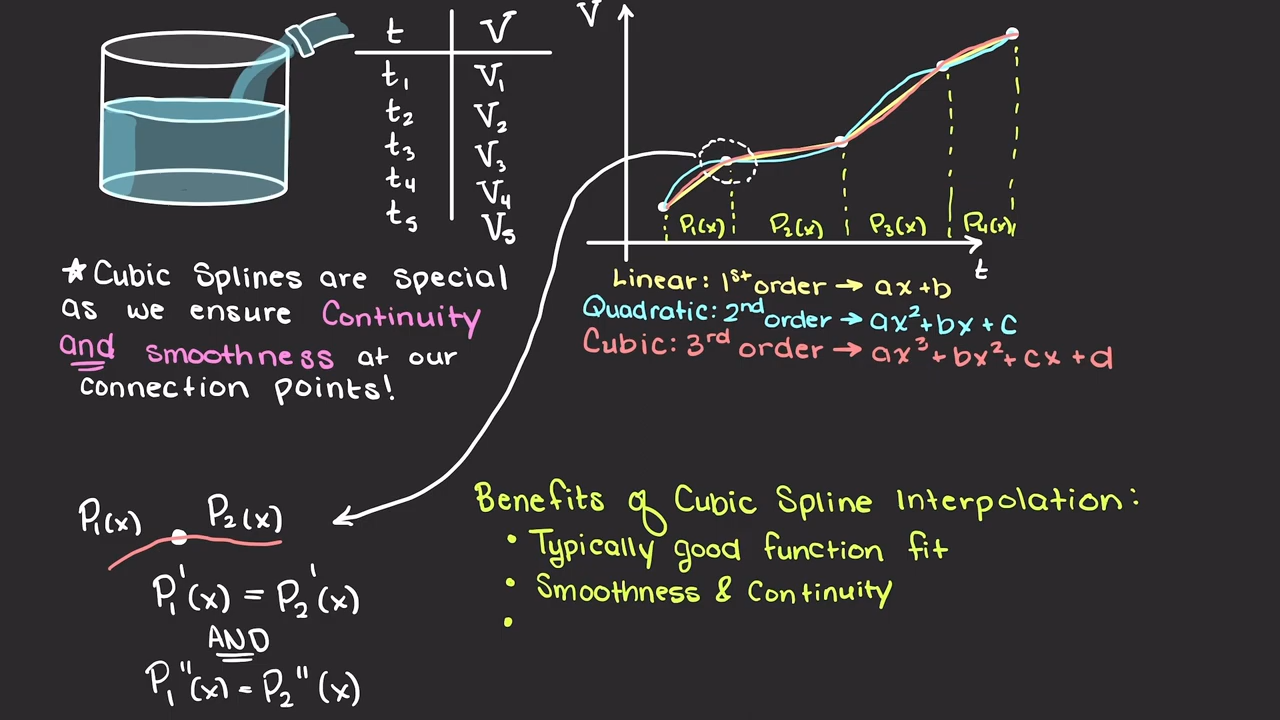 t V
t₁ V₁
t₂ V₂
t₃ V₃
t₄ V₄
t₅ V₅
V
P₁(x) P₂(x) P₃(x) P₄(x)
t
Linear: 1ˢᵗ order → ax+b
Quadratic: 2ⁿᵈ order → ax²+bx+c
Cubic: 3ʳᵈ order → ax³+bx²+cx+d
★Cubic Splines are special
as we ensure Continuity
and smoothness at our
connection points!
P₁(x) P₂(x)
P₁'(x) = P₂'(x)
AND
P₁''(x) = P₂''(x)
Benefits of Cubic Spline Interpolation:
• Typically good function fit
• Smoothness & Continuity
•